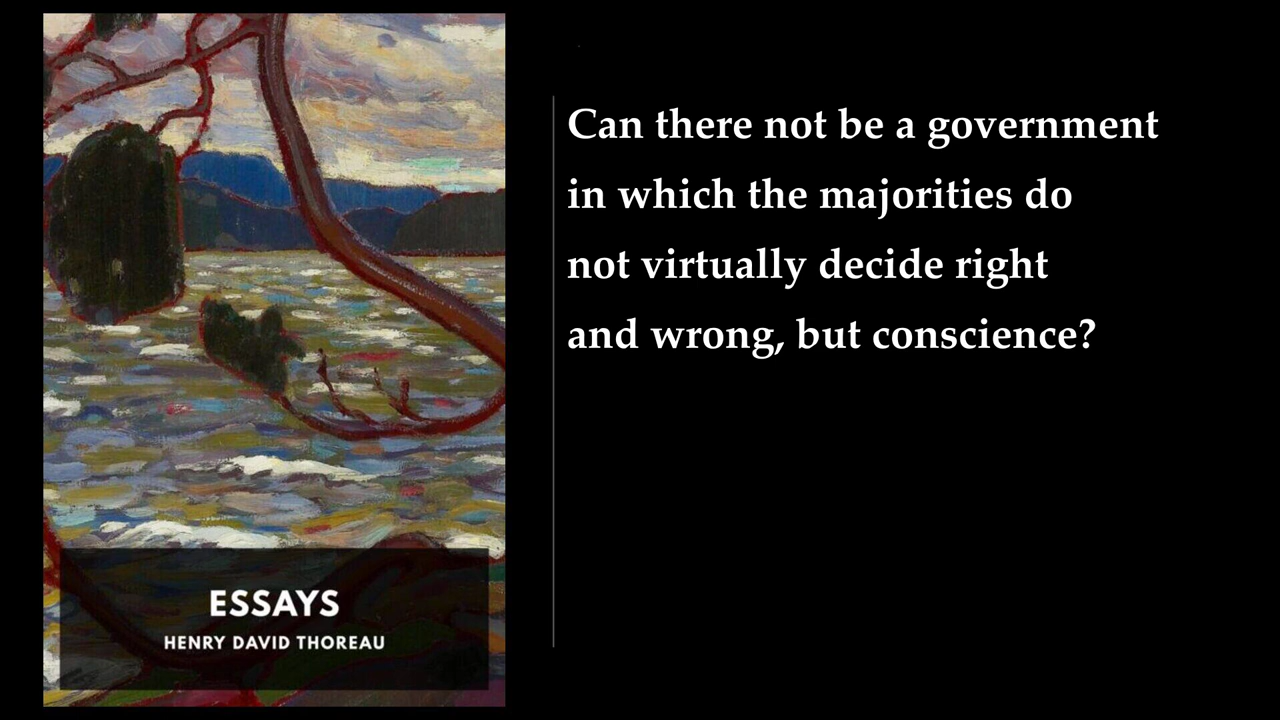 ESSAYS
HENRY DAVID THOREAU
Can there not be a government
in which the majorities do
not virtually decide right
and wrong, but conscience?